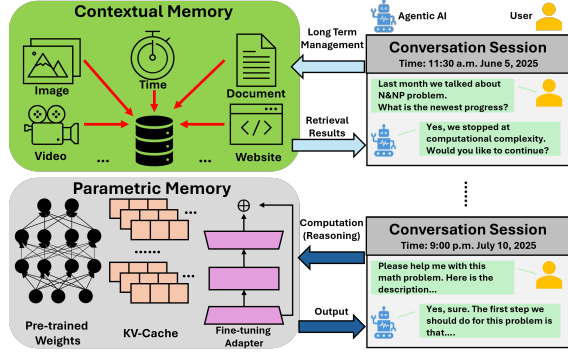 Contextual Memory
Image
Time
Document
Video
...
...
Website
Long Term
Management
Retrieval
Results
Agentic AI
User
Conversation Session
Time: 11:30 a.m. June 5, 2025
Last month we talked about
N&NP problem.
What is the newest progress?
Yes, we stopped at
computational complexity.
Would you like to continue?
Parametric Memory
...
......
...
Pre-trained
Weights
KV-Cache
Fine-tuning
Adapter
Computation
(Reasoning)
Output
Conversation Session
Time: 9:00 p.m. July 10, 2025
Please help me with this
math problem. Here is the
description...
Yes, sure. The first step we
should do for this problem is
that....